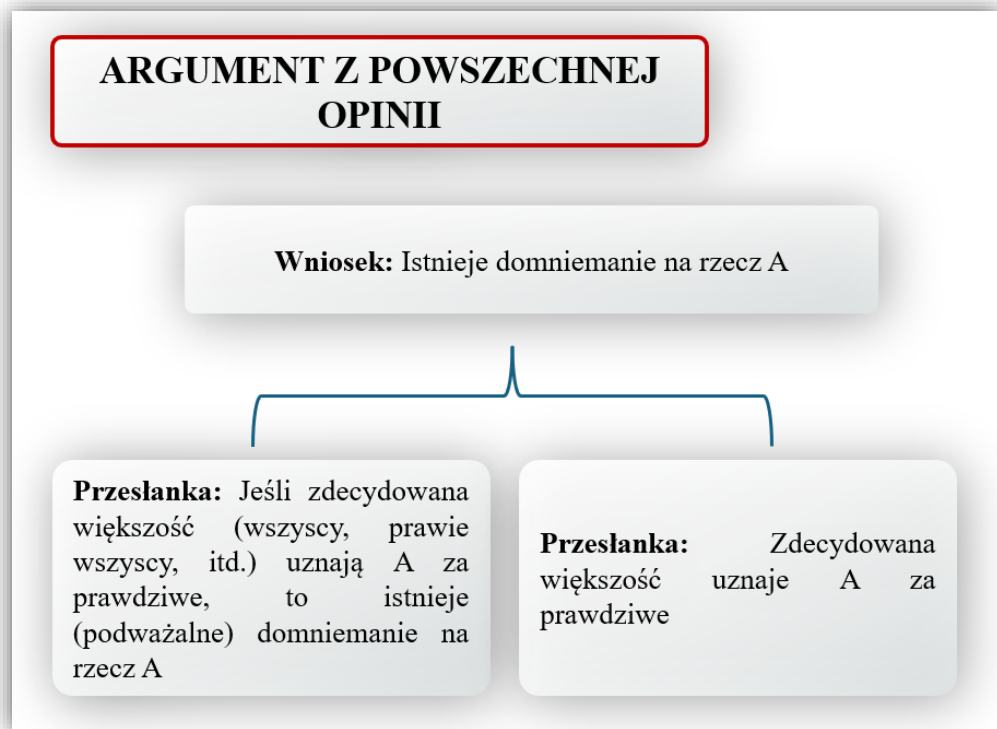 ARGUMENT Z POWSZECHNEJ
OPINII
Wniosek: Istnieje domniemanie na rzecz A
Przesłanka: Jeśli zdecydowana
większość (wszyscy, prawie
wszyscy, itd.) uznają A za
prawdziwe, to istnieje
(podważalne) domniemanie na
rzecz A
Przesłanka: Zdecydowana
większość uznaje A za
prawdziwe